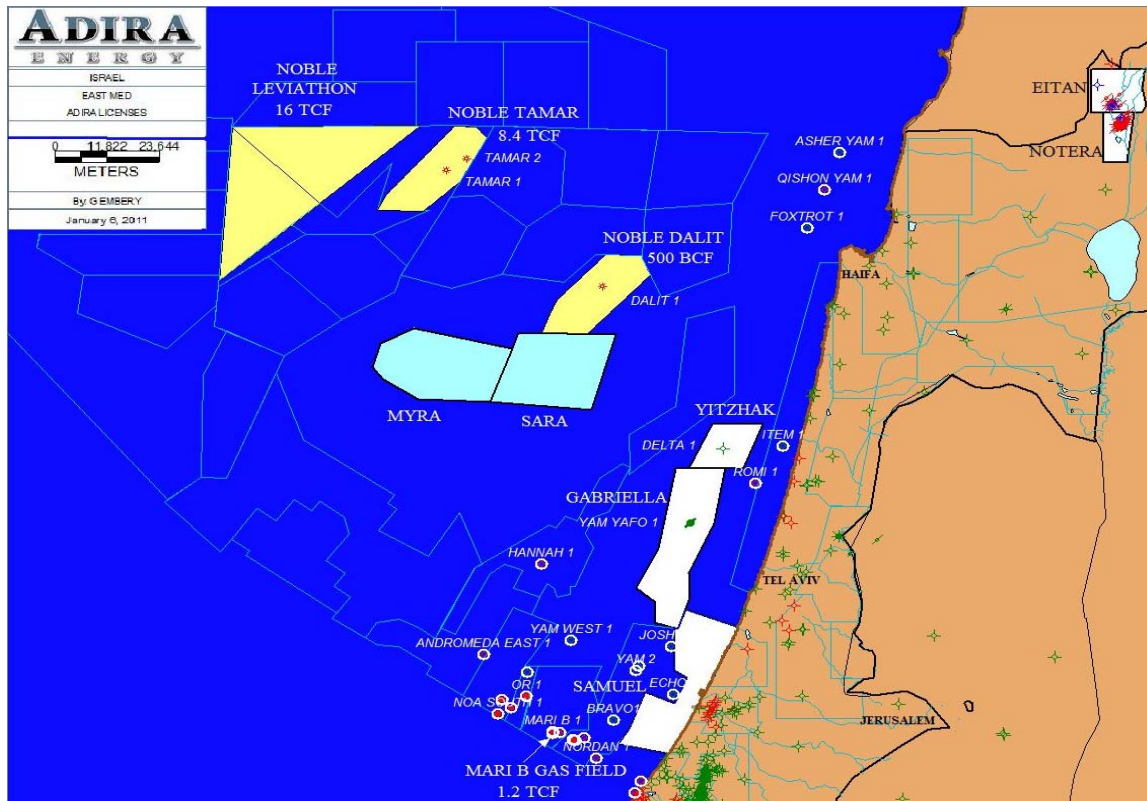 ADIRA
ENERGY
ISRAEL
EAST MED
ADIRA LICENSES
0 11,822 23,644
METERS
By: GEMBERY
January 6, 2011
NOBLE
LEVIATHON
16 TCF
NOBLE TAMAR
8.4 TCF
TAMAR 2
TAMAR 1
ASHER YAM 1
QISHON YAM 1
FOXTROT 1
EITAN
NOTERA
NOBLE DALIT
500 BCF
DALIT 1
HAIFA
MYRA
SARA
YITZHAK
DELTA 1
ITEM 1
ROMI 1
GABRIELLA
YAM YAFO 1
HANNAH 1
TEL AVIV
YAM WEST 1
ANDROMEDA EAST 1
JOSH
YAM 2
OR 1
SAMUEL
ECHO
NOA SOUTH 1
BRAVO1
MARI B 1
NORDAN 1
JERUSALEM
MARI B GAS FIELD
1.2 TCF